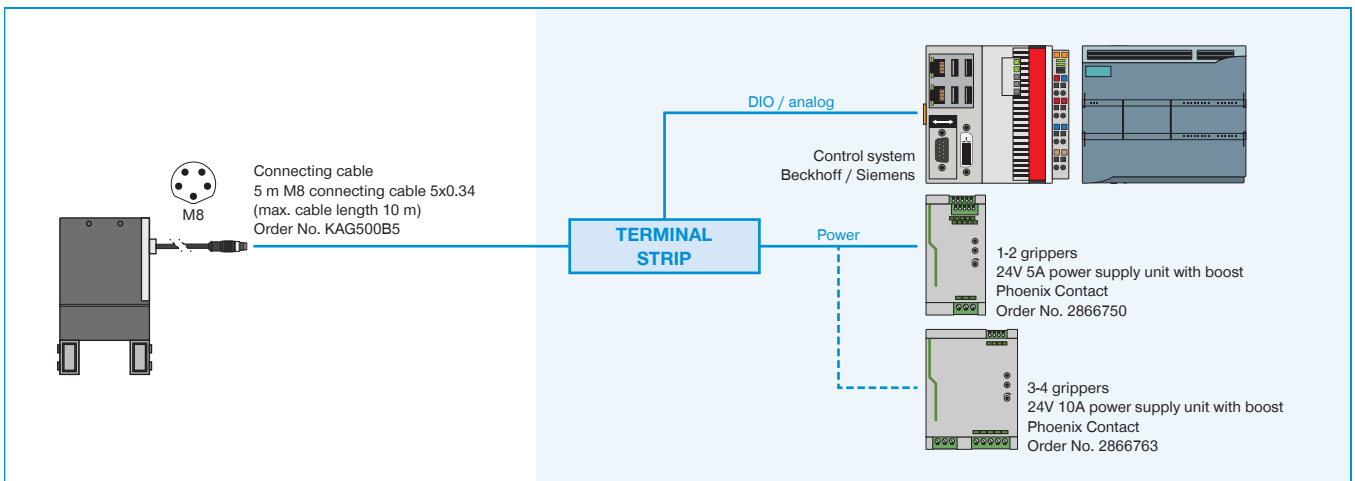 M8
Connecting cable
5 m M8 connecting cable 5x0.34
(max. cable length 10 m)
Order No. KAG500B5
TERMINAL
STRIP
DIO / analog
Control system
Beckhoff / Siemens
Power
1-2 grippers
24V 5A power supply unit with boost
Phoenix Contact
Order No. 2866750
3-4 grippers
24V 10A power supply unit with boost
Phoenix Contact
Order No. 2866763